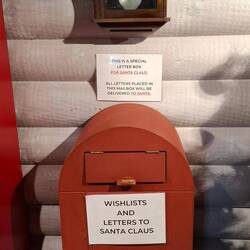 THIS IS A SPECIAL
LETTER BOX
FOR SANTA CLAUS
ALL LETTERS PLACED IN
THIS MAILBOX WILL BE
DELIVERED TO SANTA.
WISHLISTS
AND
LETTERS TO
SANTA CLAUS